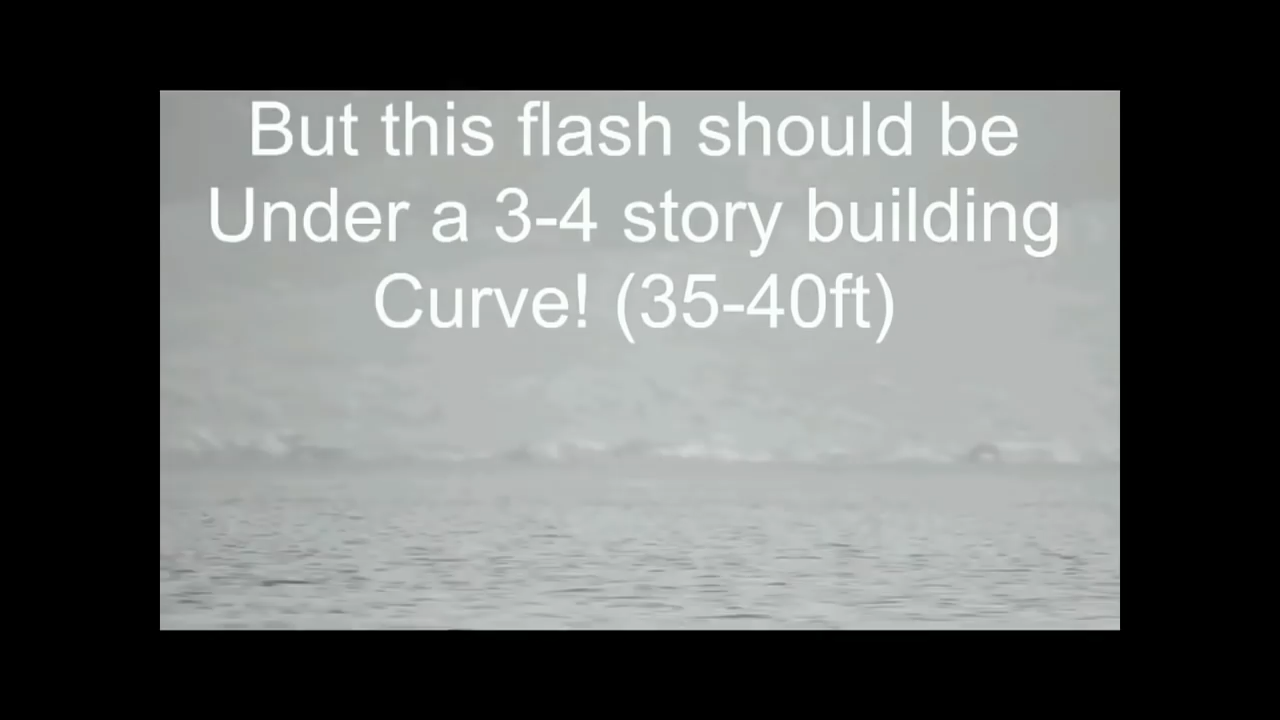 But this flash should be
Under a 3-4 story building
Curve! (35-40ft)